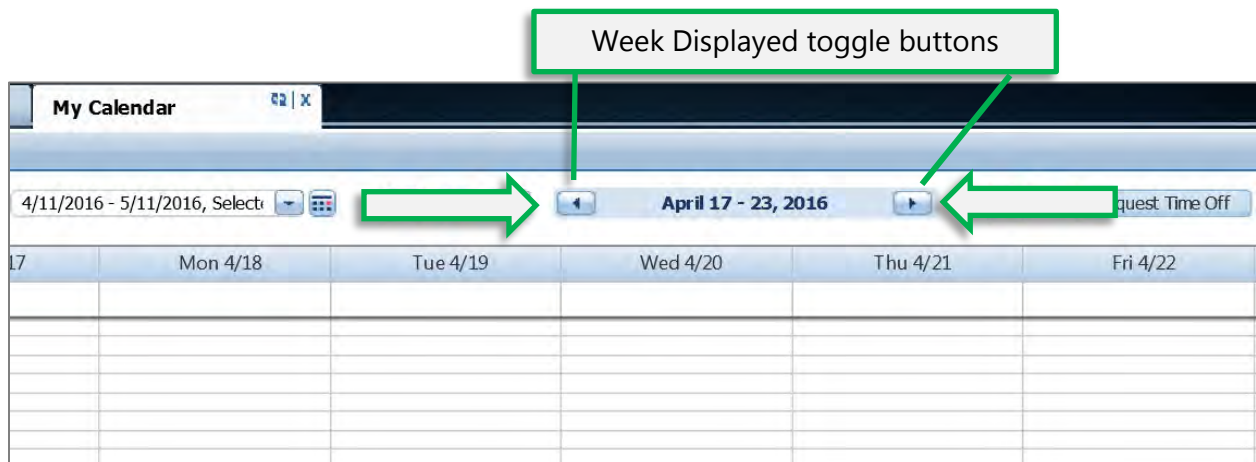 Week Displayed toggle buttons
My Calendar
X
4/11/2016 - 5/11/2016, Select
April 17 - 23, 2016
quest Time Off
17
Mon 4/18
Tue 4/19
Wed 4/20
Thu 4/21
Fri 4/22